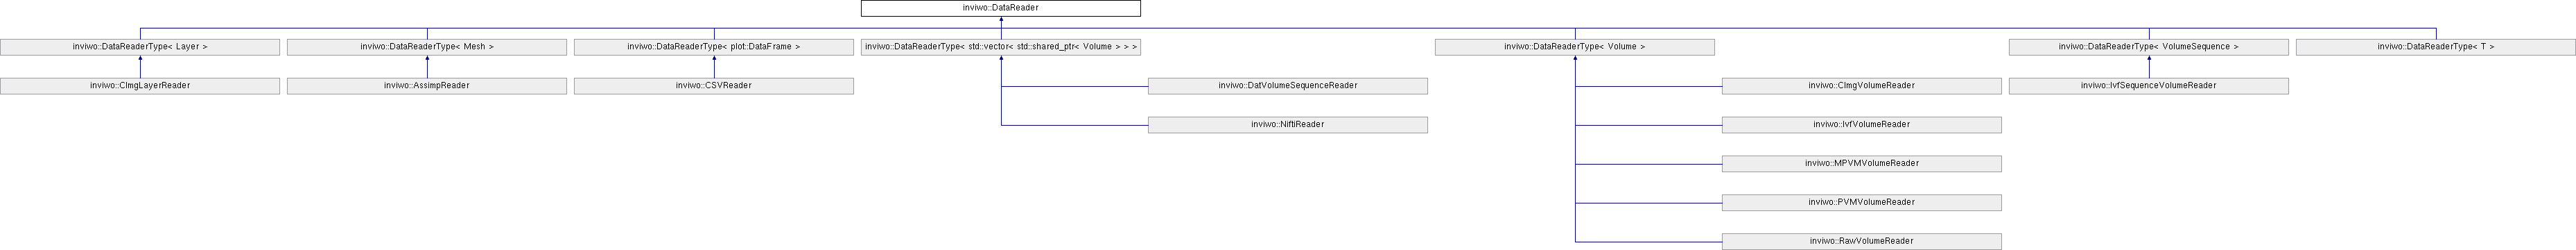 inviwo::DataReader
inviwo::DataReaderType< Layer >
inviwo::DataReaderType< Mesh >
inviwo::DataReaderType< plot::DataFrame >
inviwo::DataReaderType< std::vector< std::shared_ptr< Volume > > >
inviwo::DataReaderType< Volume >
inviwo::DataReaderType< VolumeSequence >
inviwo::DataReaderType< T >
inviwo::CImgLayerReader
inviwo::AssimpReader
inviwo::CSVReader
inviwo::DatVolumeSequenceReader
inviwo::CImgVolumeReader
inviwo::IvfSequenceVolumeReader
inviwo::NiftiReader
inviwo::IvfVolumeReader
inviwo::MPVMVolumeReader
inviwo::PVMVolumeReader
inviwo::RawVolumeReader